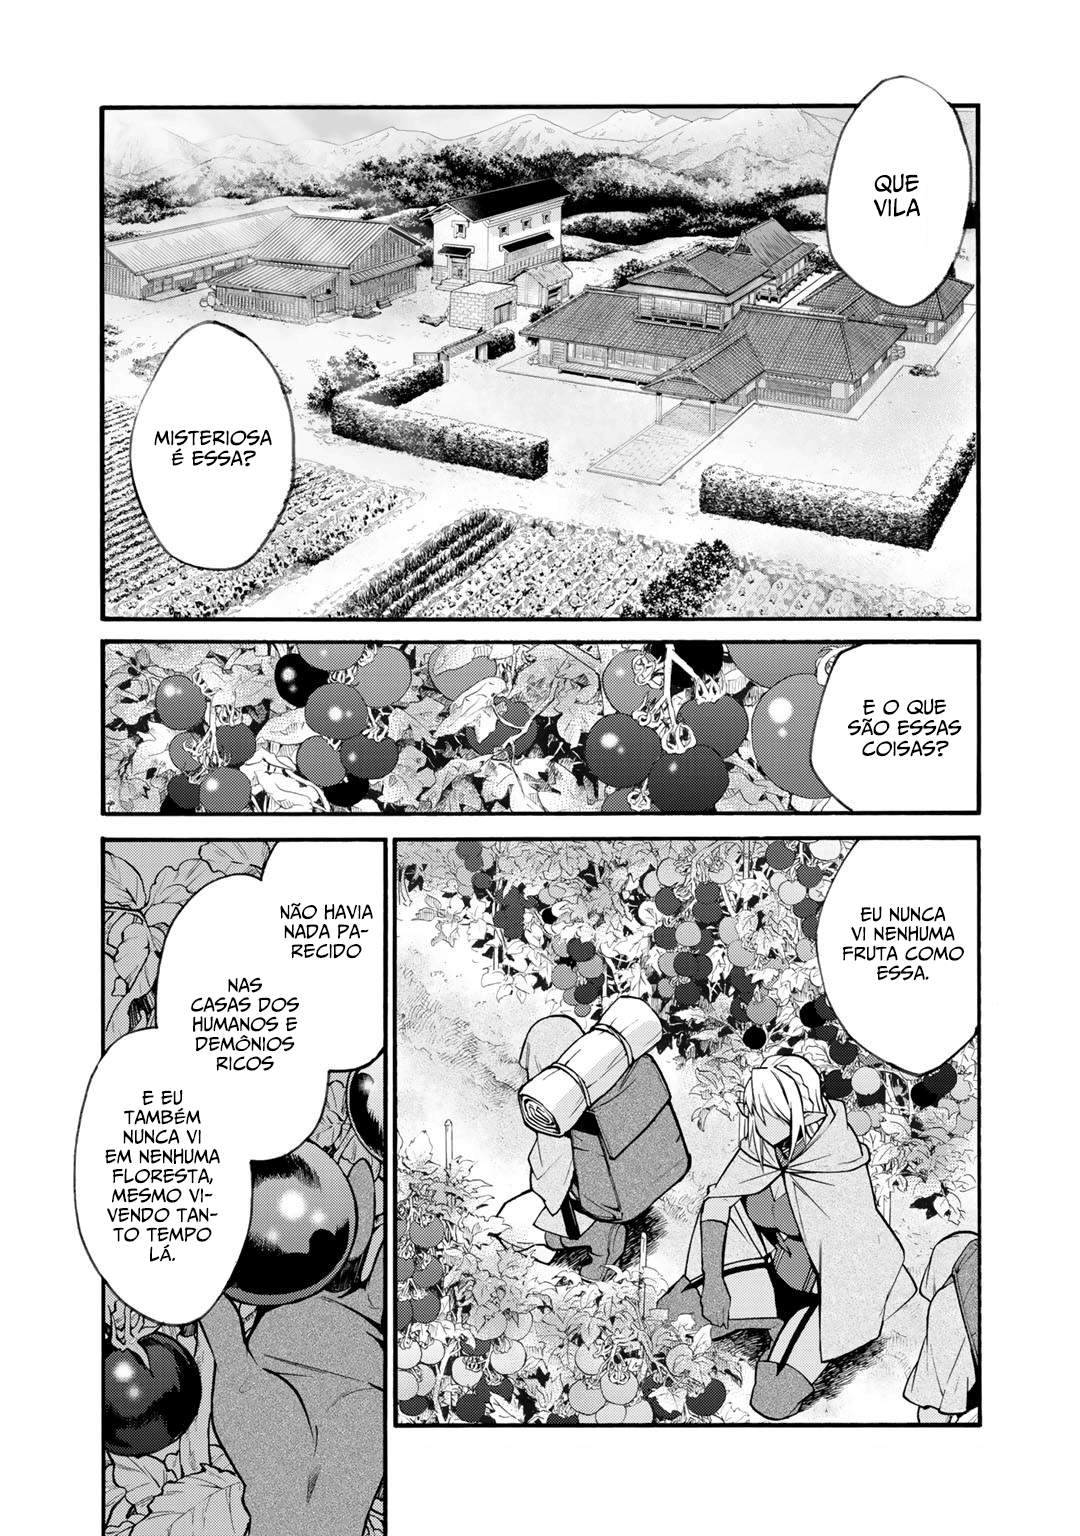 QUE
VILA
MISTERIOSA
É ESSA?
E O QUE
SÃO ESSAS
COISAS?
EU NUNCA
VI NENHUMA
FRUTA COMO
ESSA.
NÃO HAVIA
NADA PA-
RECIDO
NAS
CASAS DOS
HUMANOS E
DEMÔNIOS
RICOS
E EU
TAMBÉM
NUNCA VI
EM NENHUMA
FLORESTA,
MESMO VI-
VENDO TAN-
TO TEMPO
LÁ.